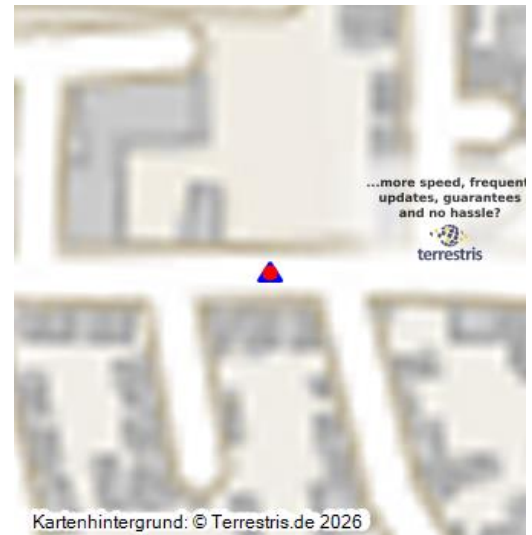 ...more speed, frequent
updates, guarantees
and no hassle?
terrestris
Kartenhintergrund: © Terrestris.de 2026